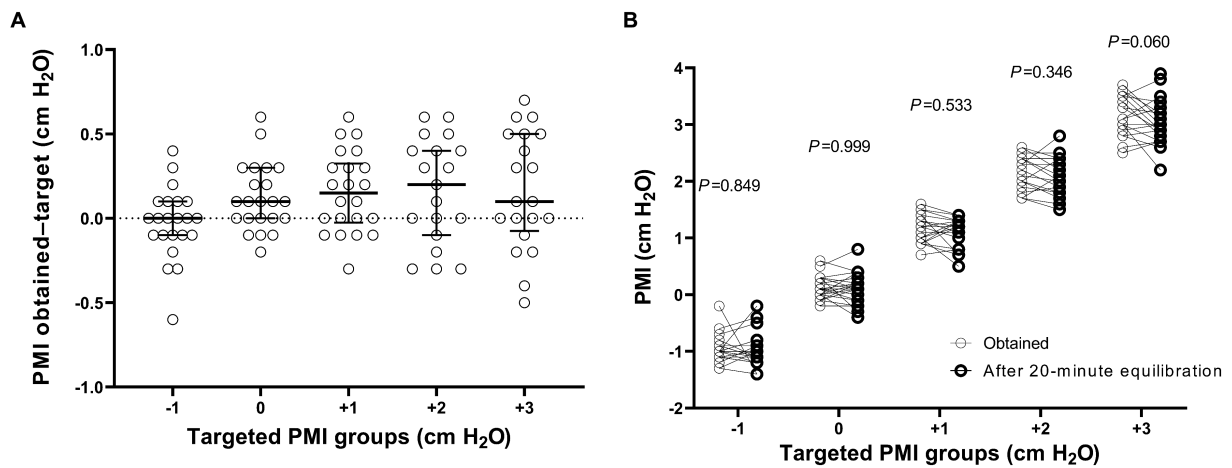 A
PMI obtained–target (cm H₂O)
1.0
0.5
0.0
-0.5
-1.0
-1
0
+1
+2
+3
Targeted PMI groups (cm H₂O)
B
PMI (cm H₂O)
4
3
2
1
0
-1
-2
P=0.849
P=0.999
P=0.533
P=0.346
P=0.060
Obtained
After 20-minute equilibration
-1
0
+1
+2
+3
Targeted PMI groups (cm H₂O)